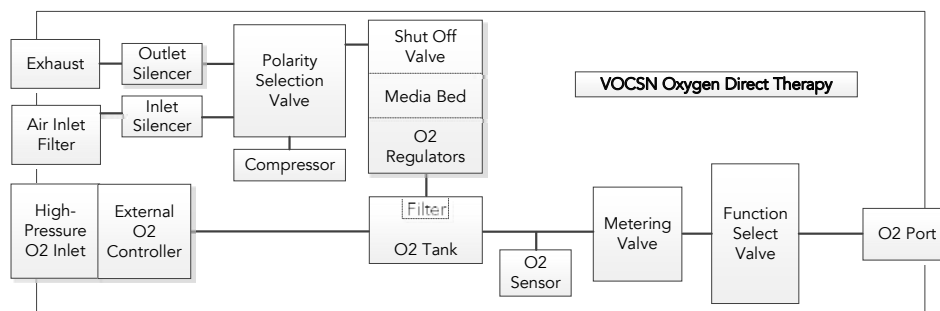 Exhaust
Outlet
Silencer
Polarity
Selection
Valve
Shut Off
Valve
VOCSN Oxygen Direct Therapy
Media Bed
Air Inlet
Filter
Inlet
Silencer
O2
Regulators
Compressor
High-
Pressure
O2 Inlet
External
O2
Controller
Filter
O2 Tank
O2
Sensor
Metering
Valve
Function
Select
Valve
O2 Port